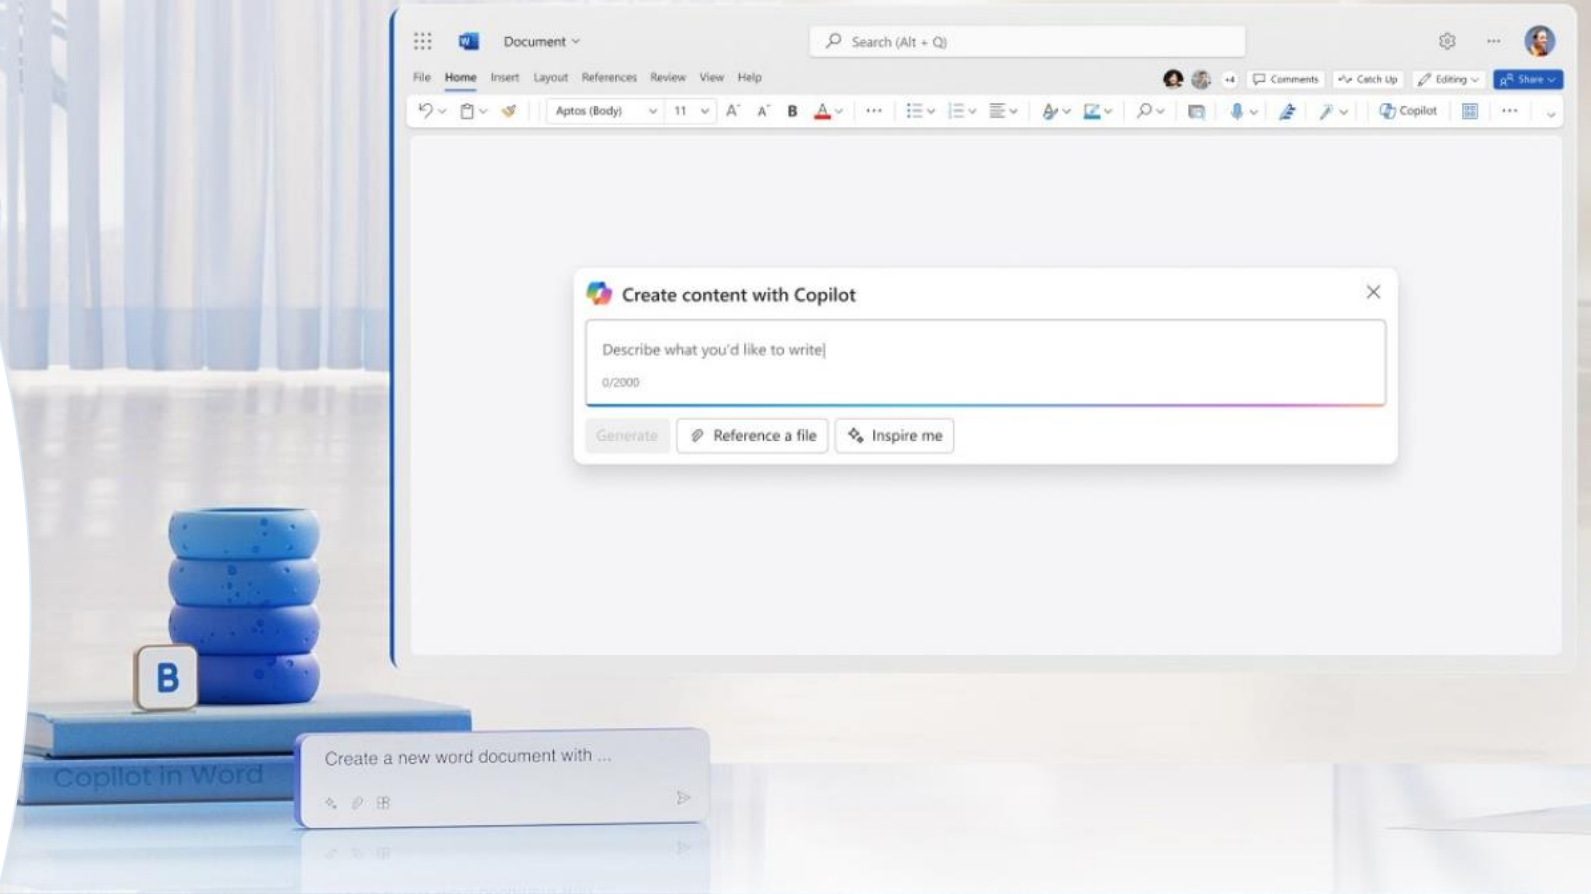 Document
Search (Alt + Q)
File Home Insert Layout References Review View Help
+4 Comments Catch Up Editing Share
Aptos (Body) 11 A A B A Copilot
Create content with Copilot
Describe what you'd like to write
0/2000
Generate Reference a file Inspire me
B
Copilot in Word
Create a new word document with ...